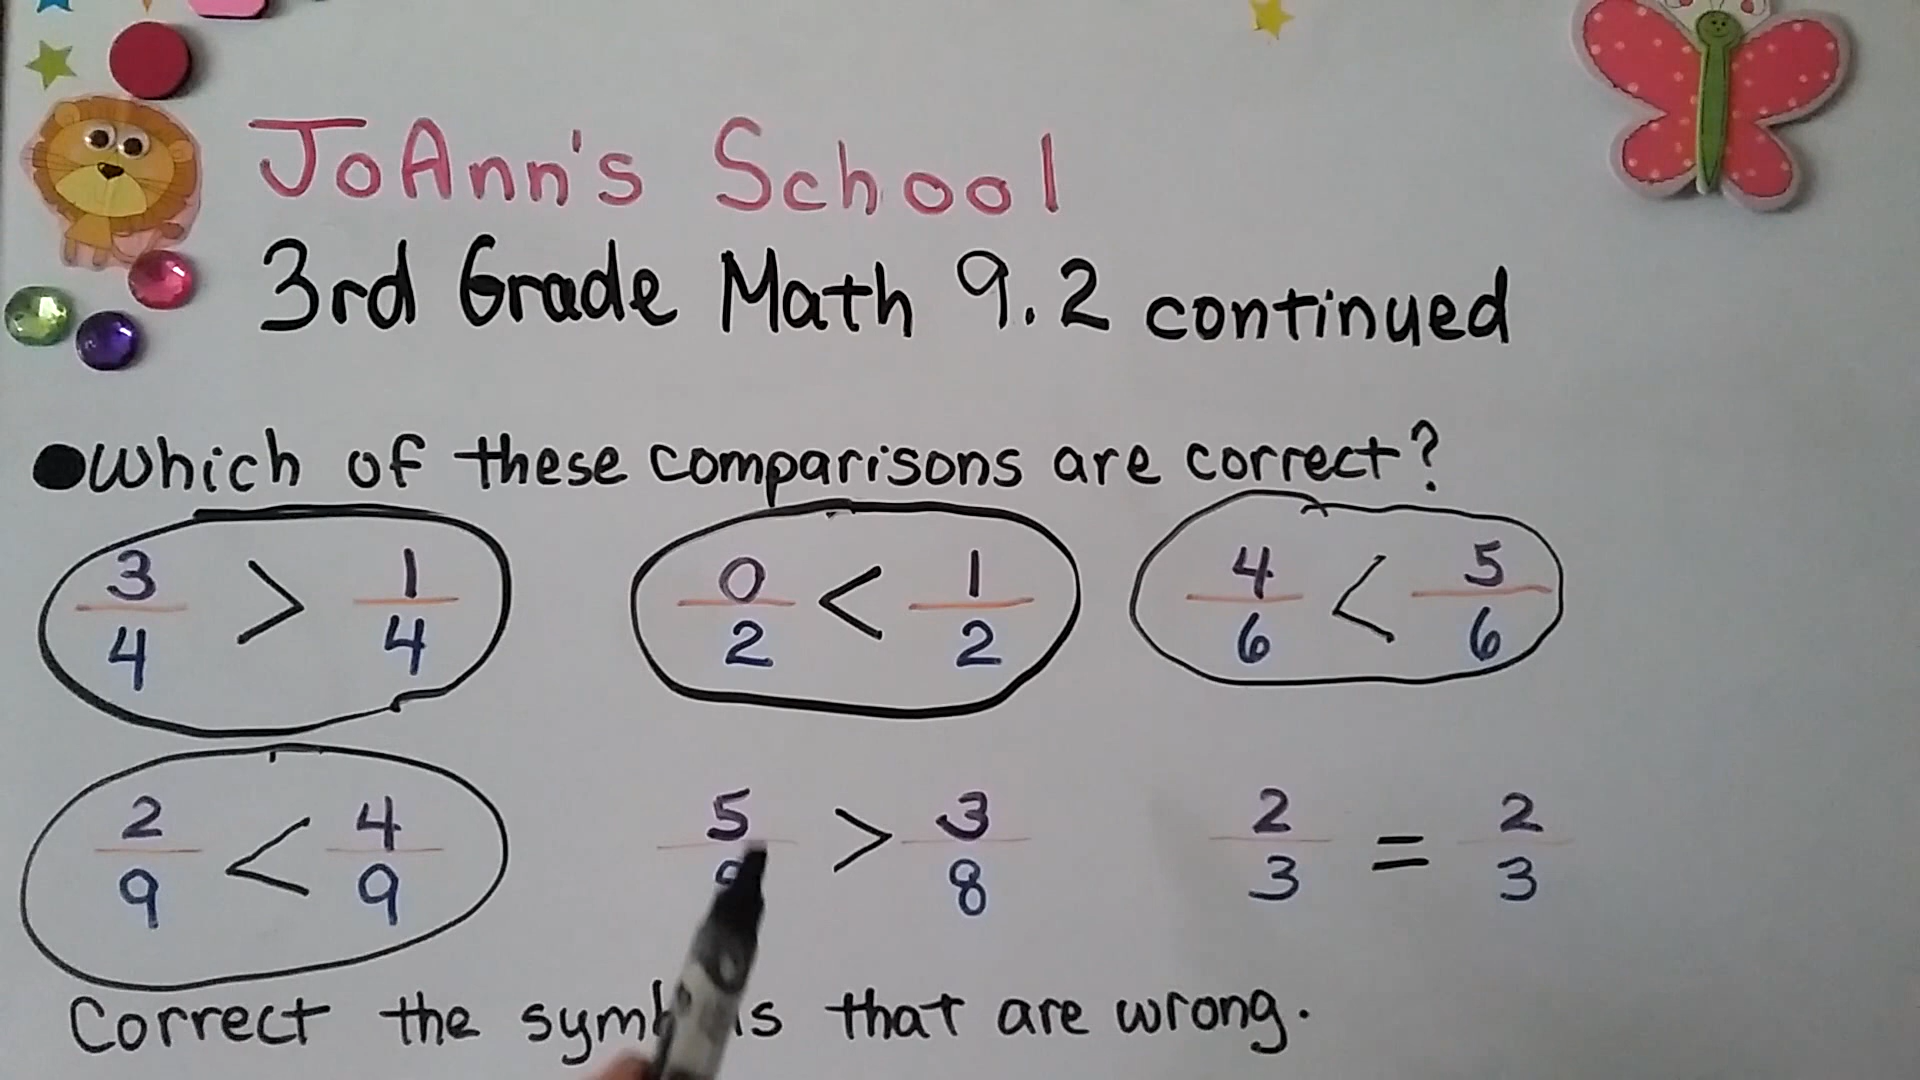 JoAnn's School
3rd Grade Math 9.2 continued
Which of these comparisons are correct?
3/4 > 1/4 0/2 < 1/2 4/6 < 5/6
2/9 < 4/9 5 > 3/8 2/3 = 2/3
Correct the that are wrong.